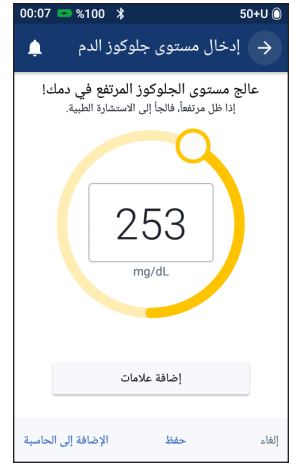 00:07 %100 50+U
إدخال مستوى جلوكوز الدم
عالج مستوى الجلوكوز المرتفع في دمك!
إذا ظل مرتفعاً، فالجأ إلى الاستشارة الطبية.
253
mg/dL
إضافة علامات
إلغاء حفظ الإضافة إلى الحاسبة